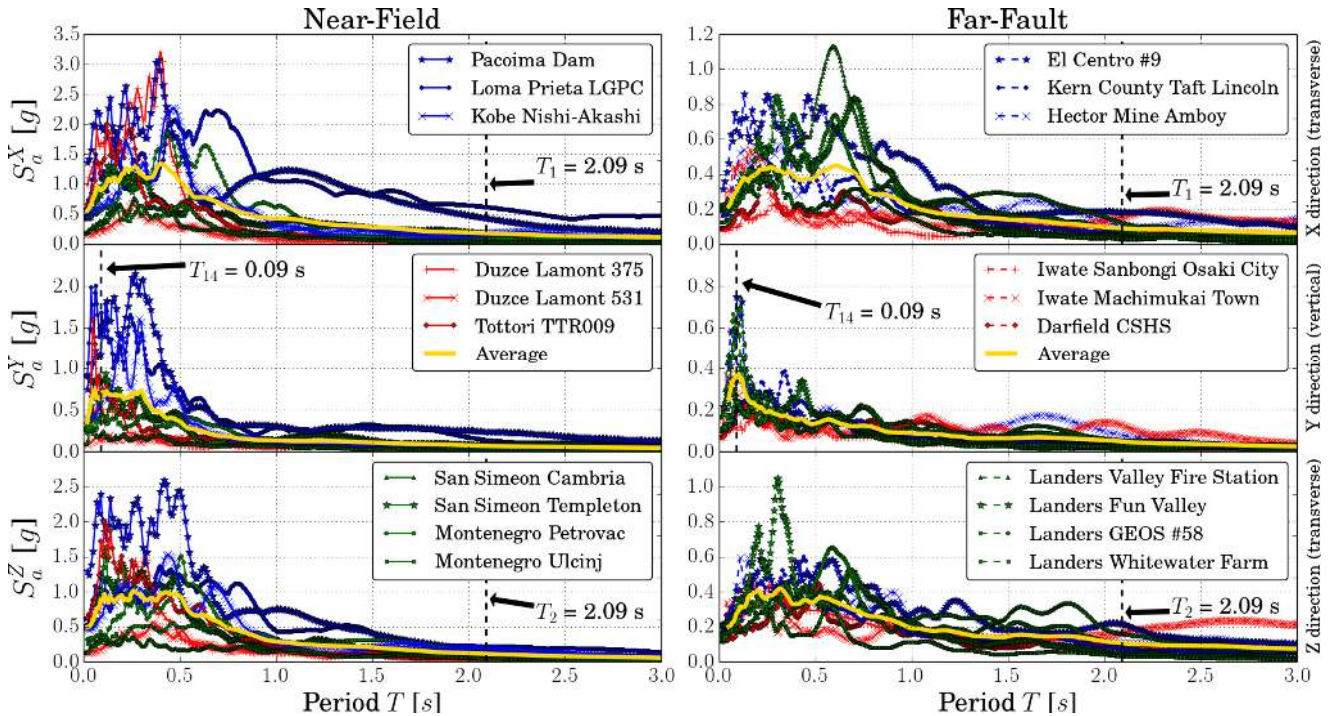 Near-Field
Far-Fault
3.5
3.0
2.5
2.0
1.5
1.0
0.5
0.0
S_a^X [g]
Pacoima Dam
Loma Prieta LGPC
Kobe Nishi-Akashi
T₁ = 2.09 s
1.2
1.0
0.8
0.6
0.4
0.2
0.0
El Centro #9
Kern County Taft Lincoln
Hector Mine Amboy
T₁ = 2.09 s
X direction (transverse)
2.0
1.5
1.0
0.5
0.0
S_a^Y [g]
T₁₄ = 0.09 s
Duzce Lamont 375
Duzce Lamont 531
Tottori TTR009
Average
0.8
0.6
0.4
0.2
0.0
T₁₄ = 0.09 s
Iwate Sanbongi Osaki City
Iwate Machimukai Town
Darfield CSHS
Average
Y direction (vertical)
2.5
2.0
1.5
1.0
0.5
0.0
S_a^Z [g]
San Simeon Cambria
San Simeon Templeton
Montenegro Petrovac
Montenegro Ulcinj
T₂ = 2.09 s
1.0
0.8
0.6
0.4
0.2
0.0
Landers Valley Fire Station
Landers Fun Valley
Landers GEOS #58
Landers Whitewater Farm
T₂ = 2.09 s
Z direction (transverse)
0.0 0.5 1.0 1.5 2.0 2.5 3.0
0.0 0.5 1.0 1.5 2.0 2.5 3.0
Period T [s]
Period T [s]